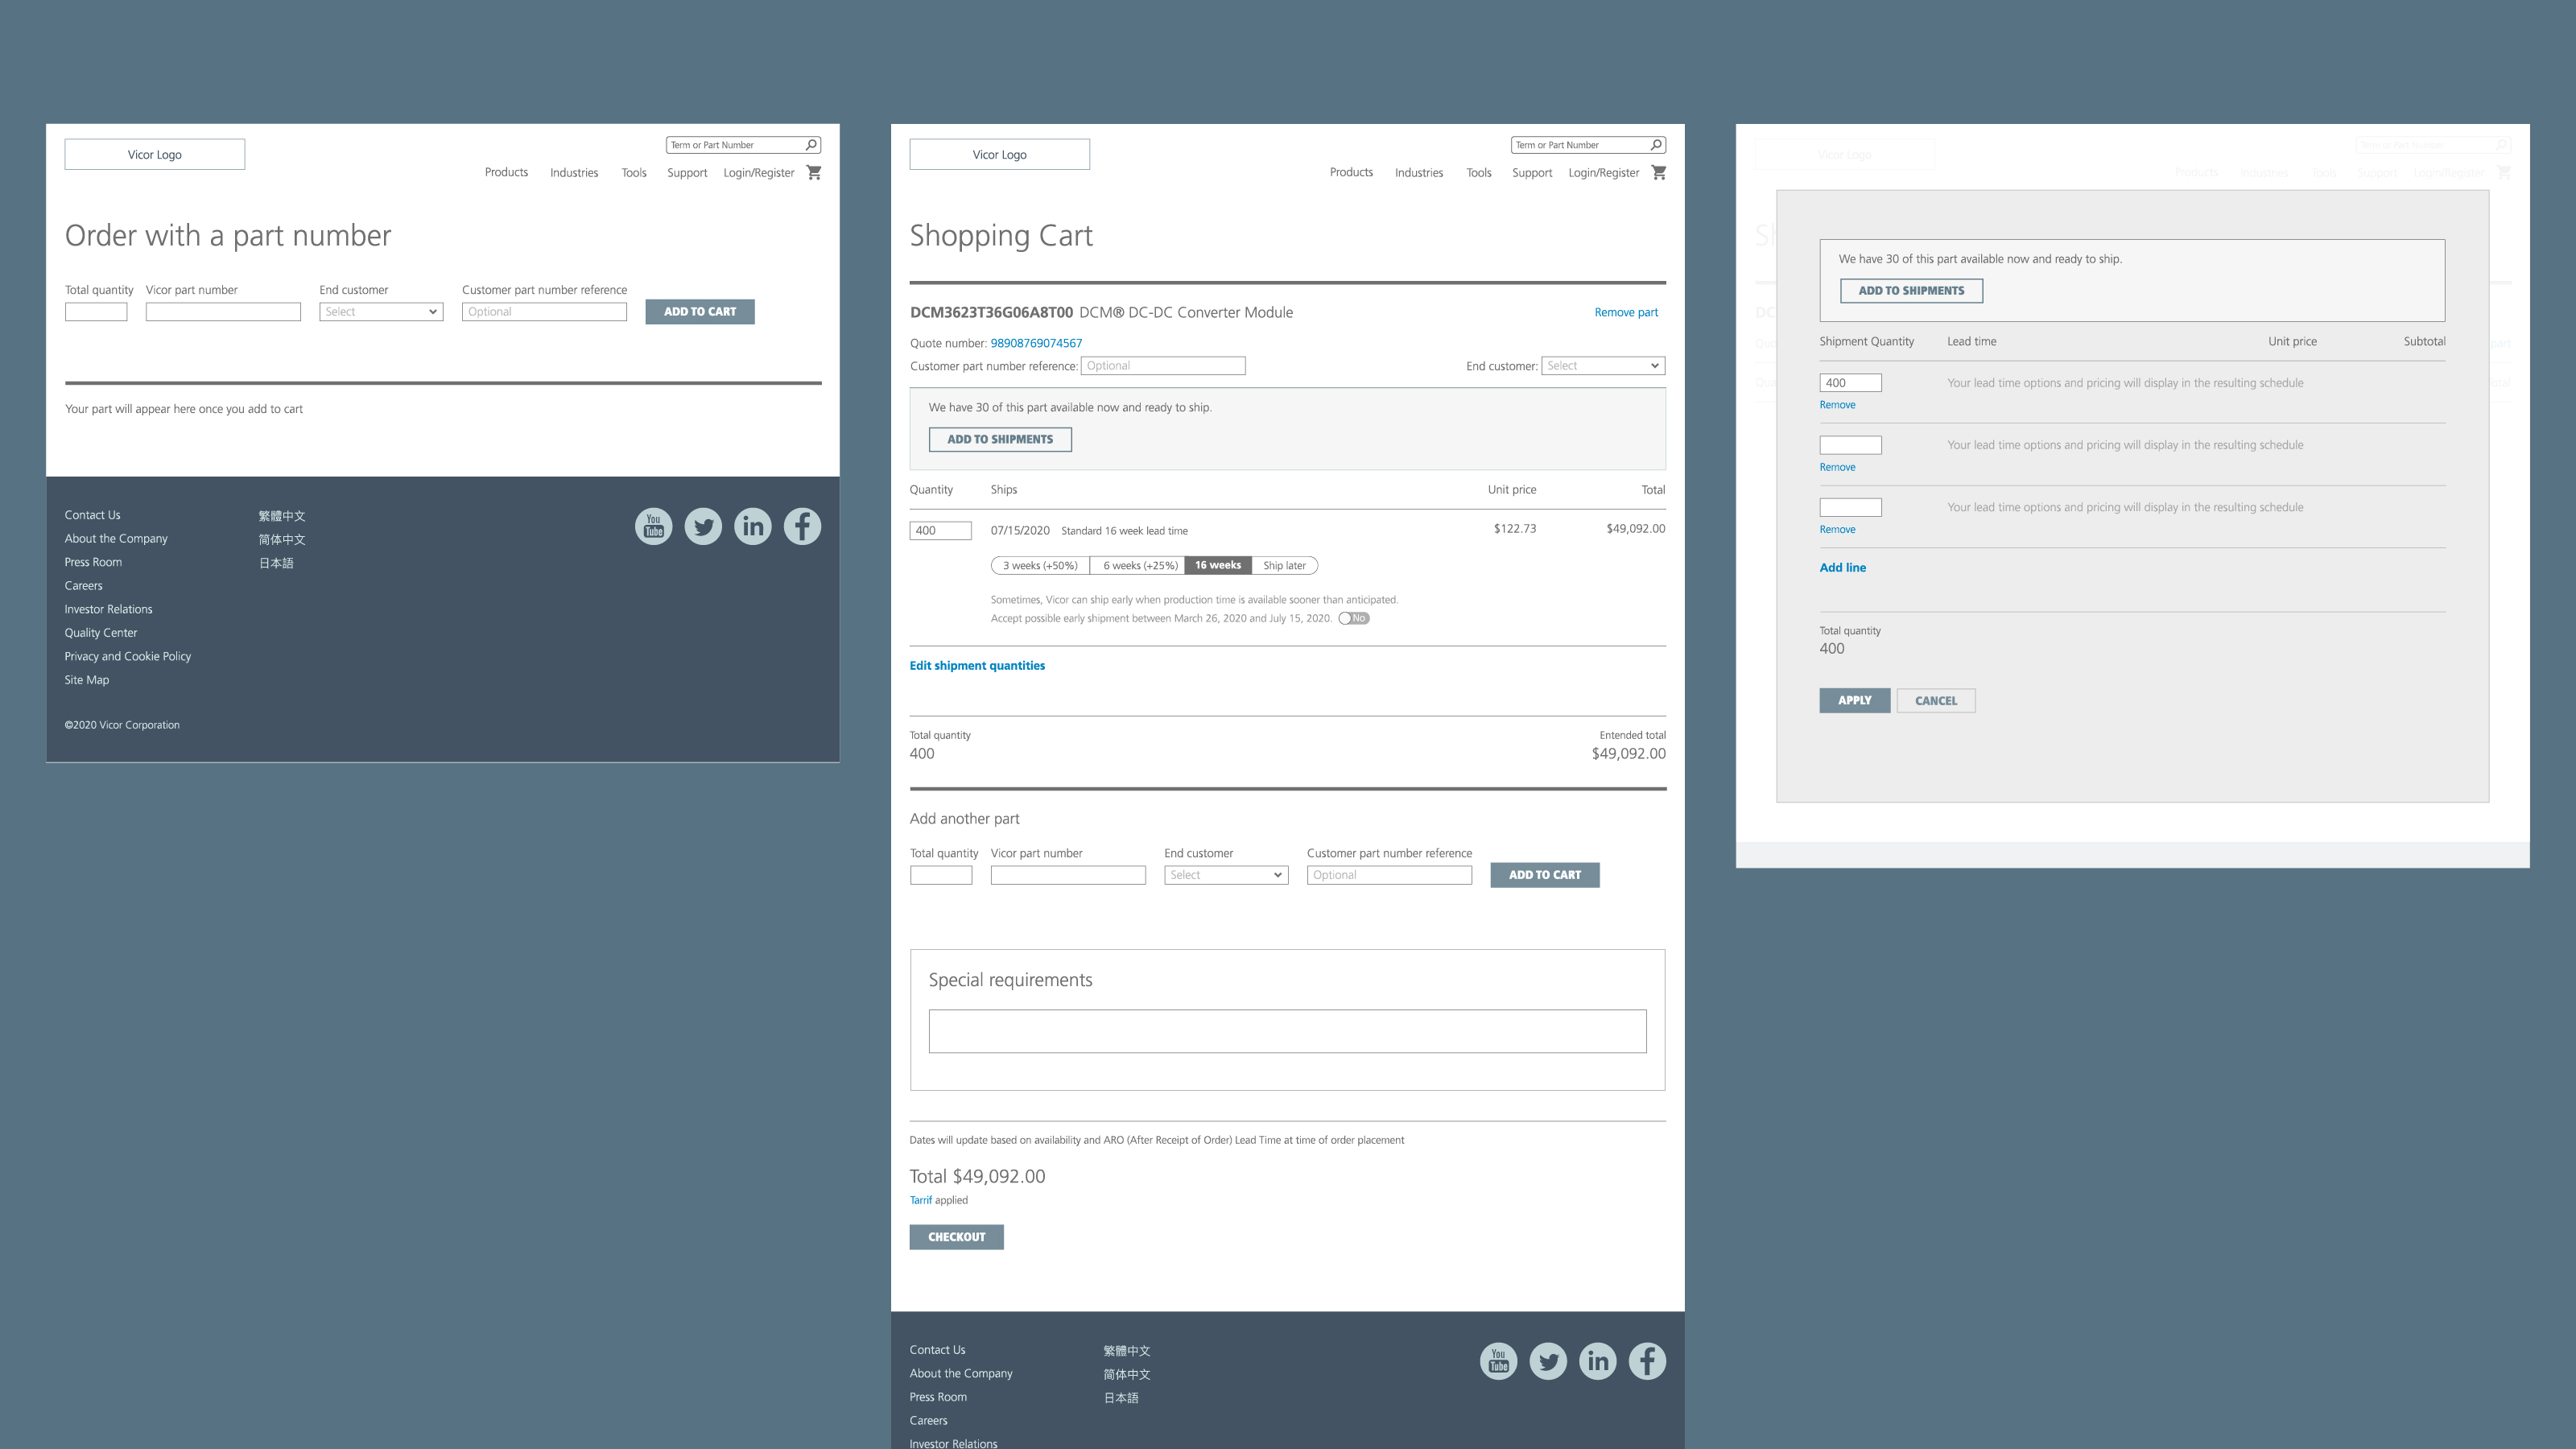 Vicor Logo
Term or Part Number
Products Industries Tools Support Login/Register
Order with a part number
Total quantity Vicor part number End customer Customer part number reference
Select Optional ADD TO CART
Your part will appear here once you add to cart
Contact Us 繁體中文
About the Company 简体中文
Press Room 日本語
Careers
Investor Relations
Quality Center
Privacy and Cookie Policy
Site Map
©2020 Vicor Corporation
You Tube in f
Vicor Logo
Term or Part Number
Products Industries Tools Support Login/Register
Shopping Cart
DCM3623T36G06A8T00 DCM® DC-DC Converter Module Remove part
Quote number: 98908769074567
Customer part number reference: Optional End customer: Select
We have 30 of this part available now and ready to ship.
ADD TO SHIPMENTS
Quantity Ships Unit price Total
400 07/15/2020 Standard 16 week lead time $122.73 $49,092.00
3 weeks (+50%) 6 weeks (+25%) 16 weeks Ship later
Sometimes, Vicor can ship early when production time is available sooner than anticipated.
Accept possible early shipment between March 26, 2020 and July 15, 2020. No
Edit shipment quantities
Total quantity Entended total
400 $49,092.00
Add another part
Total quantity Vicor part number End customer Customer part number reference
Select Optional ADD TO CART
Special requirements
Dates will update based on availability and ARO (After Receipt of Order) Lead Time at time of order placement
Total $49,092.00
Tarrif applied
CHECKOUT
Contact Us 繁體中文
About the Company 简体中文
Press Room 日本語
Careers
Investor Relations
You Tube in f
Vicor Logo
Term or Part Number
Products Industries Tools Support Login/Register
We have 30 of this part available now and ready to ship.
ADD TO SHIPMENTS
Shipment Quantity Lead time Unit price Subtotal
400 Your lead time options and pricing will display in the resulting schedule
Remove
Your lead time options and pricing will display in the resulting schedule
Remove
Your lead time options and pricing will display in the resulting schedule
Remove
Add line
Total quantity
400
APPLY CANCEL